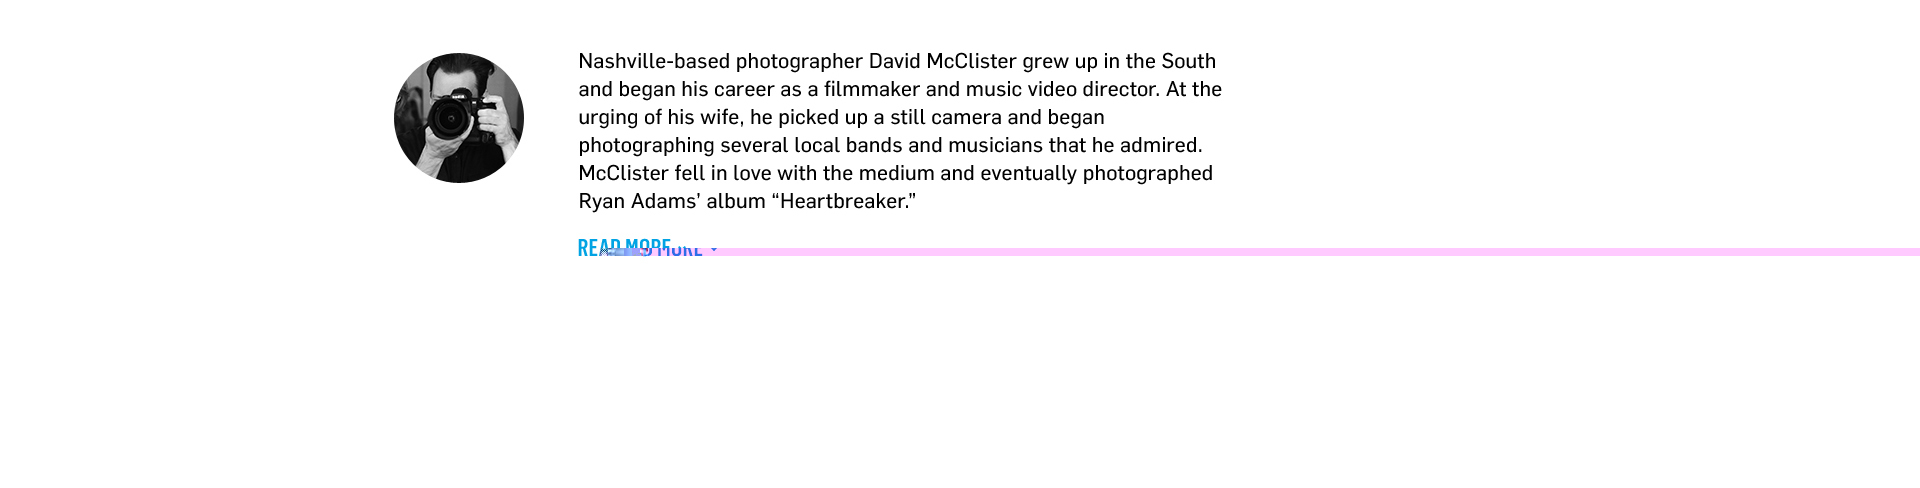 Nashville-based photographer David McClister grew up in the South
and began his career as a filmmaker and music video director. At the
urging of his wife, he picked up a still camera and began
photographing several local bands and musicians that he admired.
McClister fell in love with the medium and eventually photographed
Ryan Adams’ album “Heartbreaker.”
READ MORE